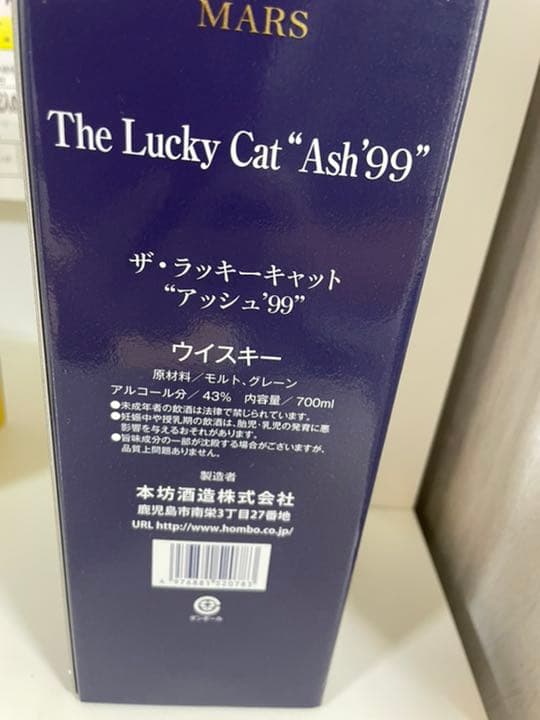 MARS
The Lucky Cat “Ash’99”
ザ・ラッキーキャット
“アッシュ’99”
ウイスキー
原材料／モルト、グレーン
アルコール分／43% 内容量／700ml
●未成年者の飲酒は法律で禁じられています。
●妊娠中や授乳期の飲酒は、胎児・乳児の発育に悪
影響を与えるおそれがあります。
●旨味成分の一部が沈殿する場合がございますが、
品質上問題ありません。
製造者
本坊酒造株式会社
鹿児島市南栄3丁目27番地
URL http://www.hombo.co.jp/
4 976881 520783
ダンボール